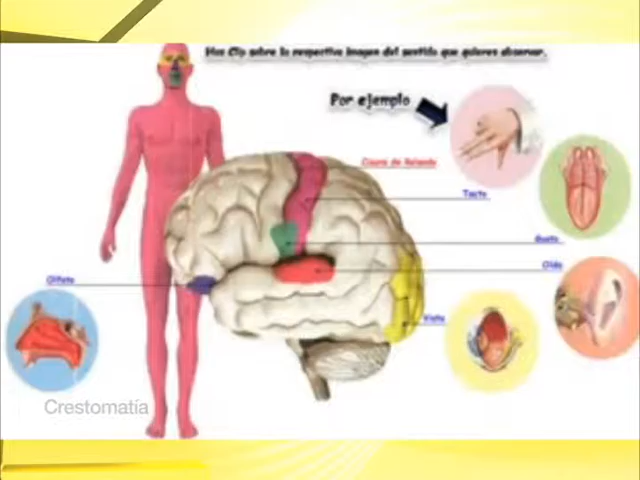 Haz Clip sobre la respectiva imagen del sentido que quieres observar.
Por ejemplo
Cisura de Rolando
Tacto
Gusto
Oído
Olfato
Vista
Crestomatía